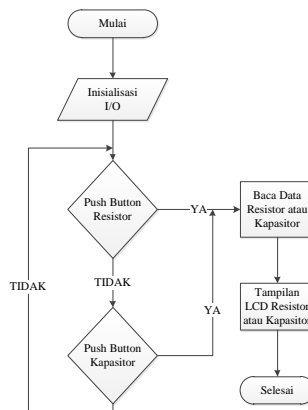 Mulai
Inisialisasi
I/O
Push Button
Resistor
YA
Baca Data
Resistor atau
Kapasitor
TIDAK
TIDAK
YA
Tampilan
LCD Resistor
atau Kapasitor
Push Button
Kapasitor
Selesai